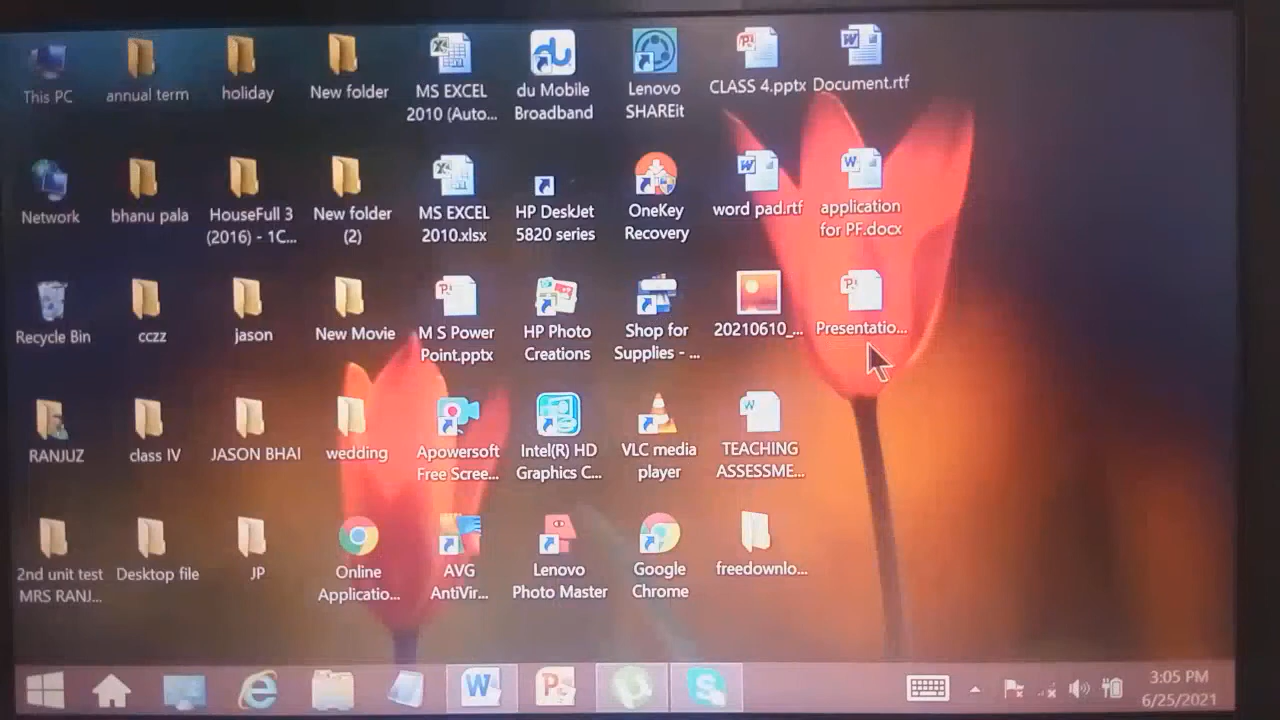 This PC
annual term
holiday
New folder
MS EXCEL
2010 (Auto...
du Mobile
Broadband
Lenovo
SHAREit
CLASS 4.pptx
Document.rtf
Network
bhanu pala
HouseFull 3
(2016) - 1C...
New folder
(2)
MS EXCEL
2010.xlsx
HP DeskJet
5820 series
OneKey
Recovery
word pad.rtf
application
for PF.docx
Recycle Bin
cczz
jason
New Movie
M S Power
Point.pptx
HP Photo
Creations
Shop for
Supplies - ...
20210610_...
Presentatio...
RANJUZ
class IV
JASON BHAI
wedding
Apowersoft
Free Scree...
Intel(R) HD
Graphics C...
VLC media
player
TEACHING
ASSESSME...
2nd unit test
MRS RANJ...
Desktop file
JP
Online
Applicatio...
AVG
AntiVir...
Lenovo
Photo Master
Google
Chrome
freedownlo...
3:05 PM
6/25/2021